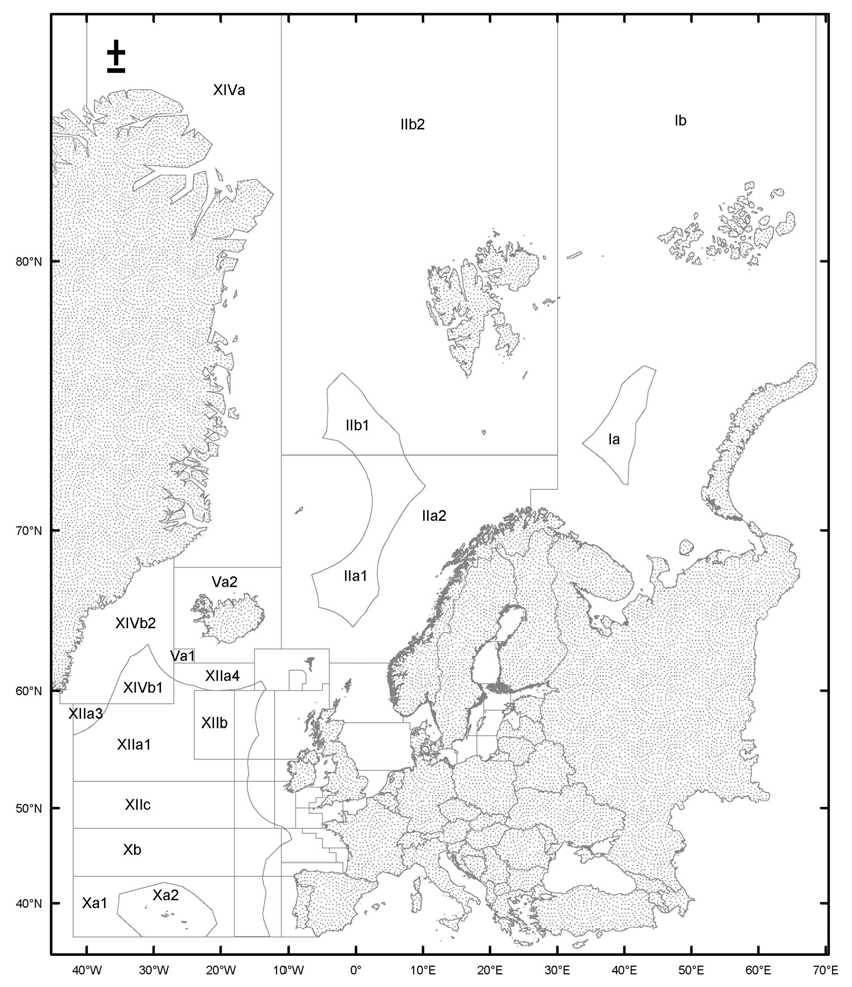 XIVa
IIb2
Ib
80°N
IIb1
Ia
IIa2
70°N
IIa1
Va2
XIVb2
Va1
XIIa4
XIVb1
60°N
XIIa3
XIIb
XIIa1
XIIc
50°N
Xb
Xa1
Xa2
40°N
40°W 30°W 20°W 10°W 0° 10°E 20°E 30°E 40°E 50°E 60°E 70°E